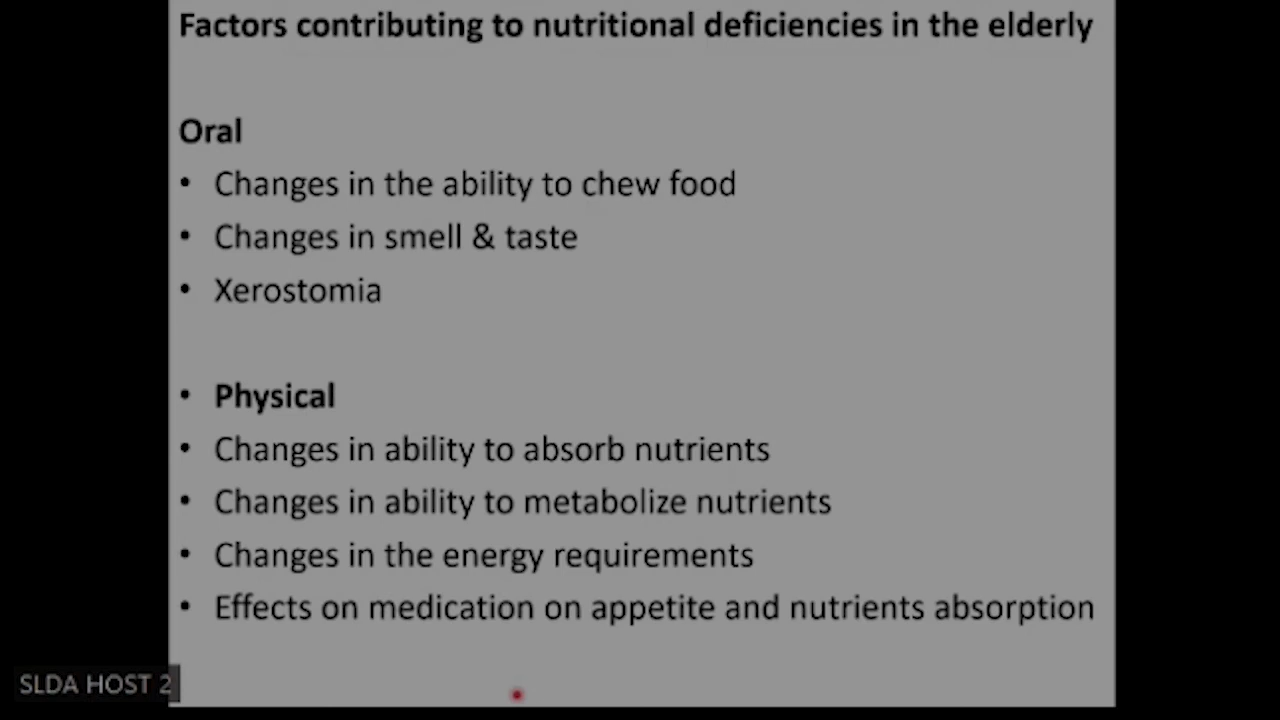 Factors contributing to nutritional deficiencies in the elderly
Oral
• Changes in the ability to chew food
• Changes in smell & taste
• Xerostomia
• Physical
• Changes in ability to absorb nutrients
• Changes in ability to metabolize nutrients
• Changes in the energy requirements
• Effects on medication on appetite and nutrients absorption
SLDA HOST 2